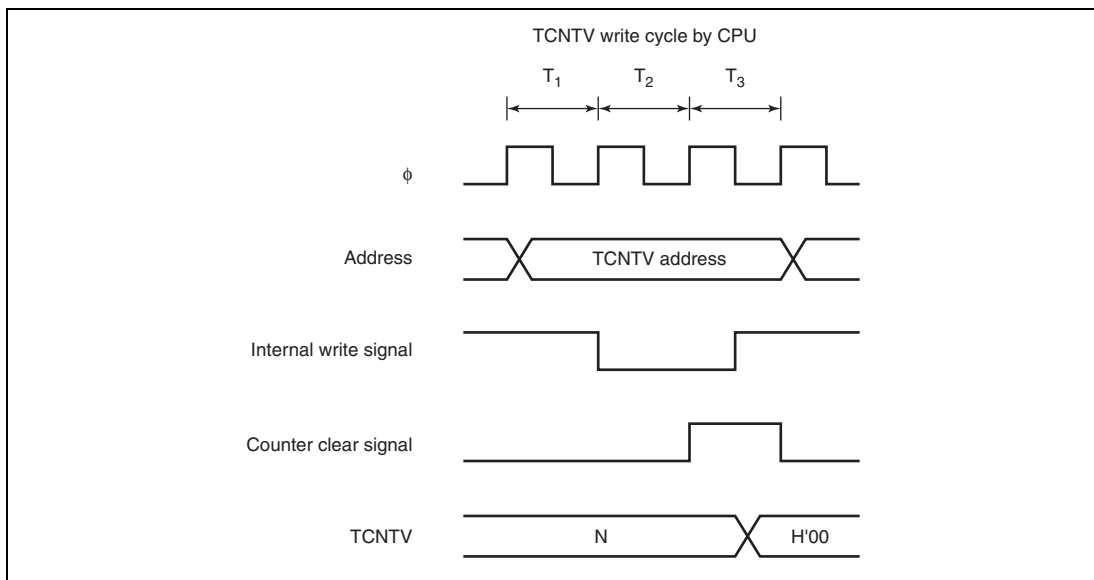 TCNTV write cycle by CPU
T1 T2 T3
ϕ
Address
TCNTV address
Internal write signal
Counter clear signal
TCNTV
N
H'00